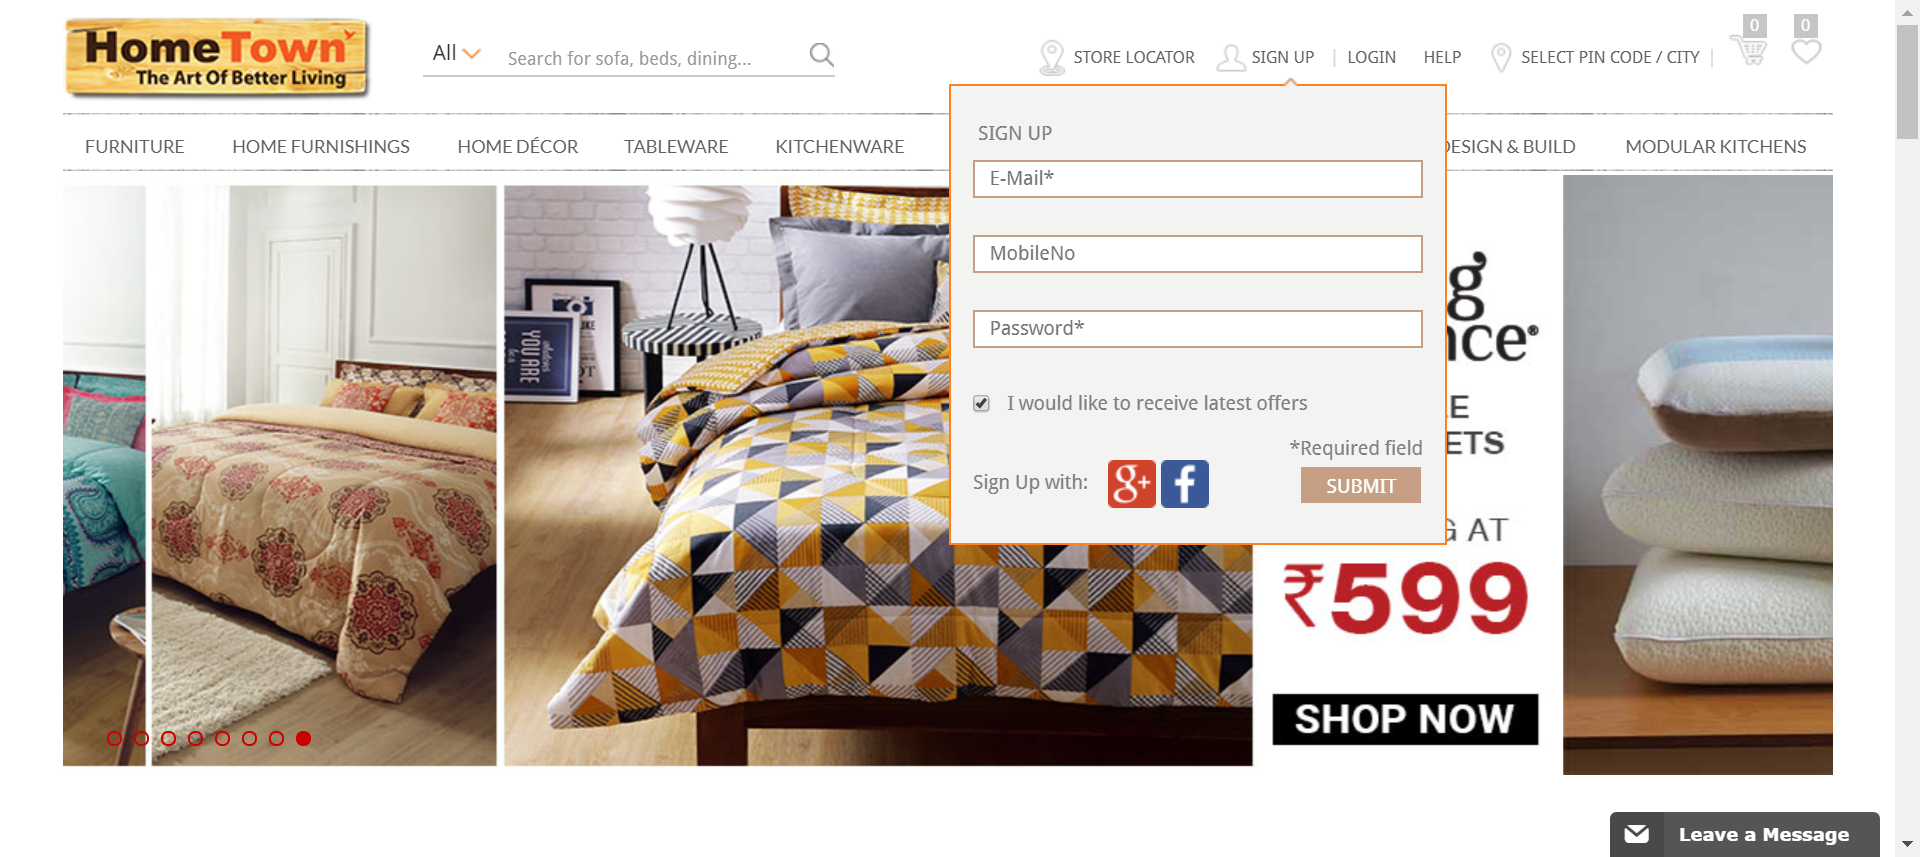 HomeTown
The Art Of Better Living
All
Search for sofa, beds, dining...
STORE LOCATOR
SIGN UP
LOGIN
HELP
SELECT PIN CODE / CITY
0
0
FURNITURE
HOME FURNISHINGS
HOME DÉCOR
TABLEWARE
KITCHENWARE
DESIGN & BUILD
MODULAR KITCHENS
SIGN UP
E-Mail*
MobileNo
Password*
I would like to receive latest offers
*Required field
Sign Up with:
g+
f
SUBMIT
YOU ARE
g
nce®
E
ETS
G AT
₹599
SHOP NOW
Leave a Message